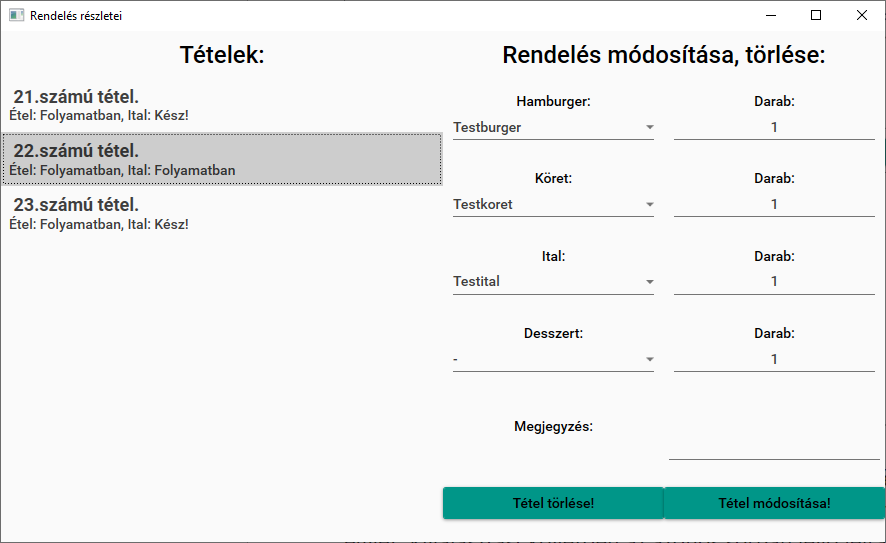 Rendelés részletei
Tételek:
21.számú tétel.
Étel: Folyamatban, Ital: Kész!
22.számú tétel.
Étel: Folyamatban, Ital: Folyamatban
23.számú tétel.
Étel: Folyamatban, Ital: Kész!
Rendelés módosítása, törlése:
Hamburger: Darab:
Testburger 1
Köret: Darab:
Testkoret 1
Ital: Darab:
Testital 1
Desszert: Darab:
- 1
Megjegyzés:
Tétel törlése! Tétel módosítása!